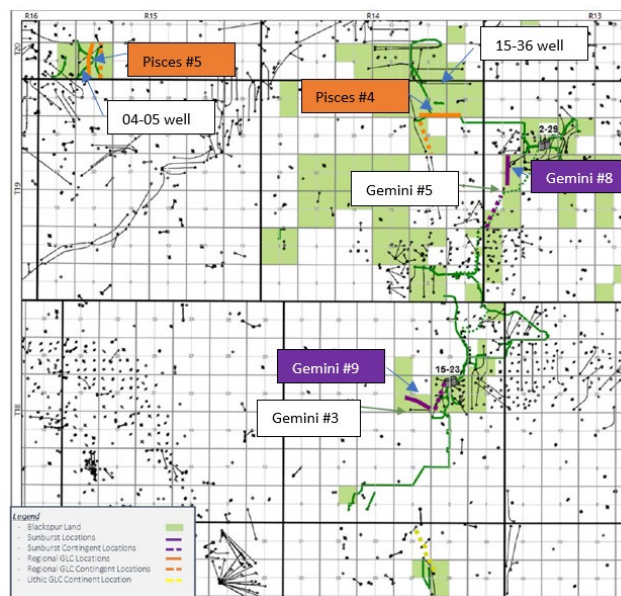 R16
R15
R14
R13
T20
Pisces #5
15-36 well
Pisces #4
04-05 well
2-29
Gemini #8
Gemini #5
T19
Gemini #9
15-23
Gemini #3
T18
Legend
- Blackspur Land
- Sunburst Locations
- Sunburst Contingent Locations
- Regional GLC Locations
- Regional GLC Contingent Locations
- Lithic GLC Continent Location